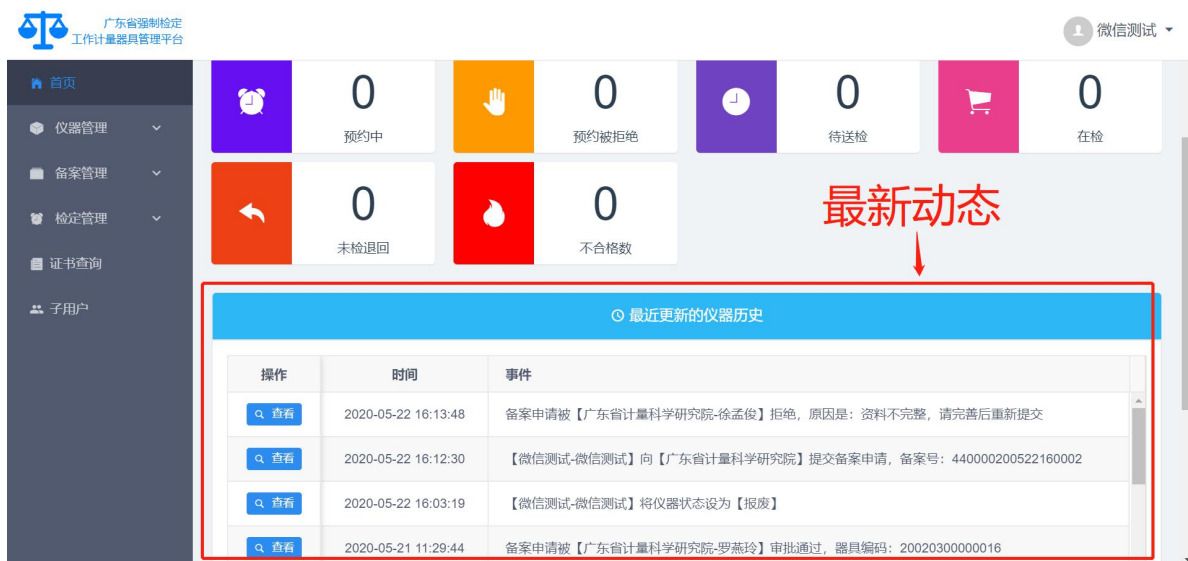 广东省强制检定
工作计量器具管理平台
微信测试
首页
仪器管理
备案管理
检定管理
证书查询
子用户
0
预约中
0
预约被拒绝
0
待送检
0
在检
0
未检退回
0
不合格数
最新动态
最近更新的仪器历史
操作 时间 事件
查看 2020-05-22 16:13:48 备案申请被【广东省计量科学研究院-徐孟俊】拒绝，原因是：资料不完整，请完善后重新提交
查看 2020-05-22 16:12:30 【微信测试-微信测试】向【广东省计量科学研究院】提交备案申请，备案号：440000200522160002
查看 2020-05-22 16:03:19 【微信测试-微信测试】将仪器状态设为【报废】
查看 2020-05-21 11:29:44 备案申请被【广东省计量科学研究院-罗燕玲】审批通过，器具编码：20020300000016